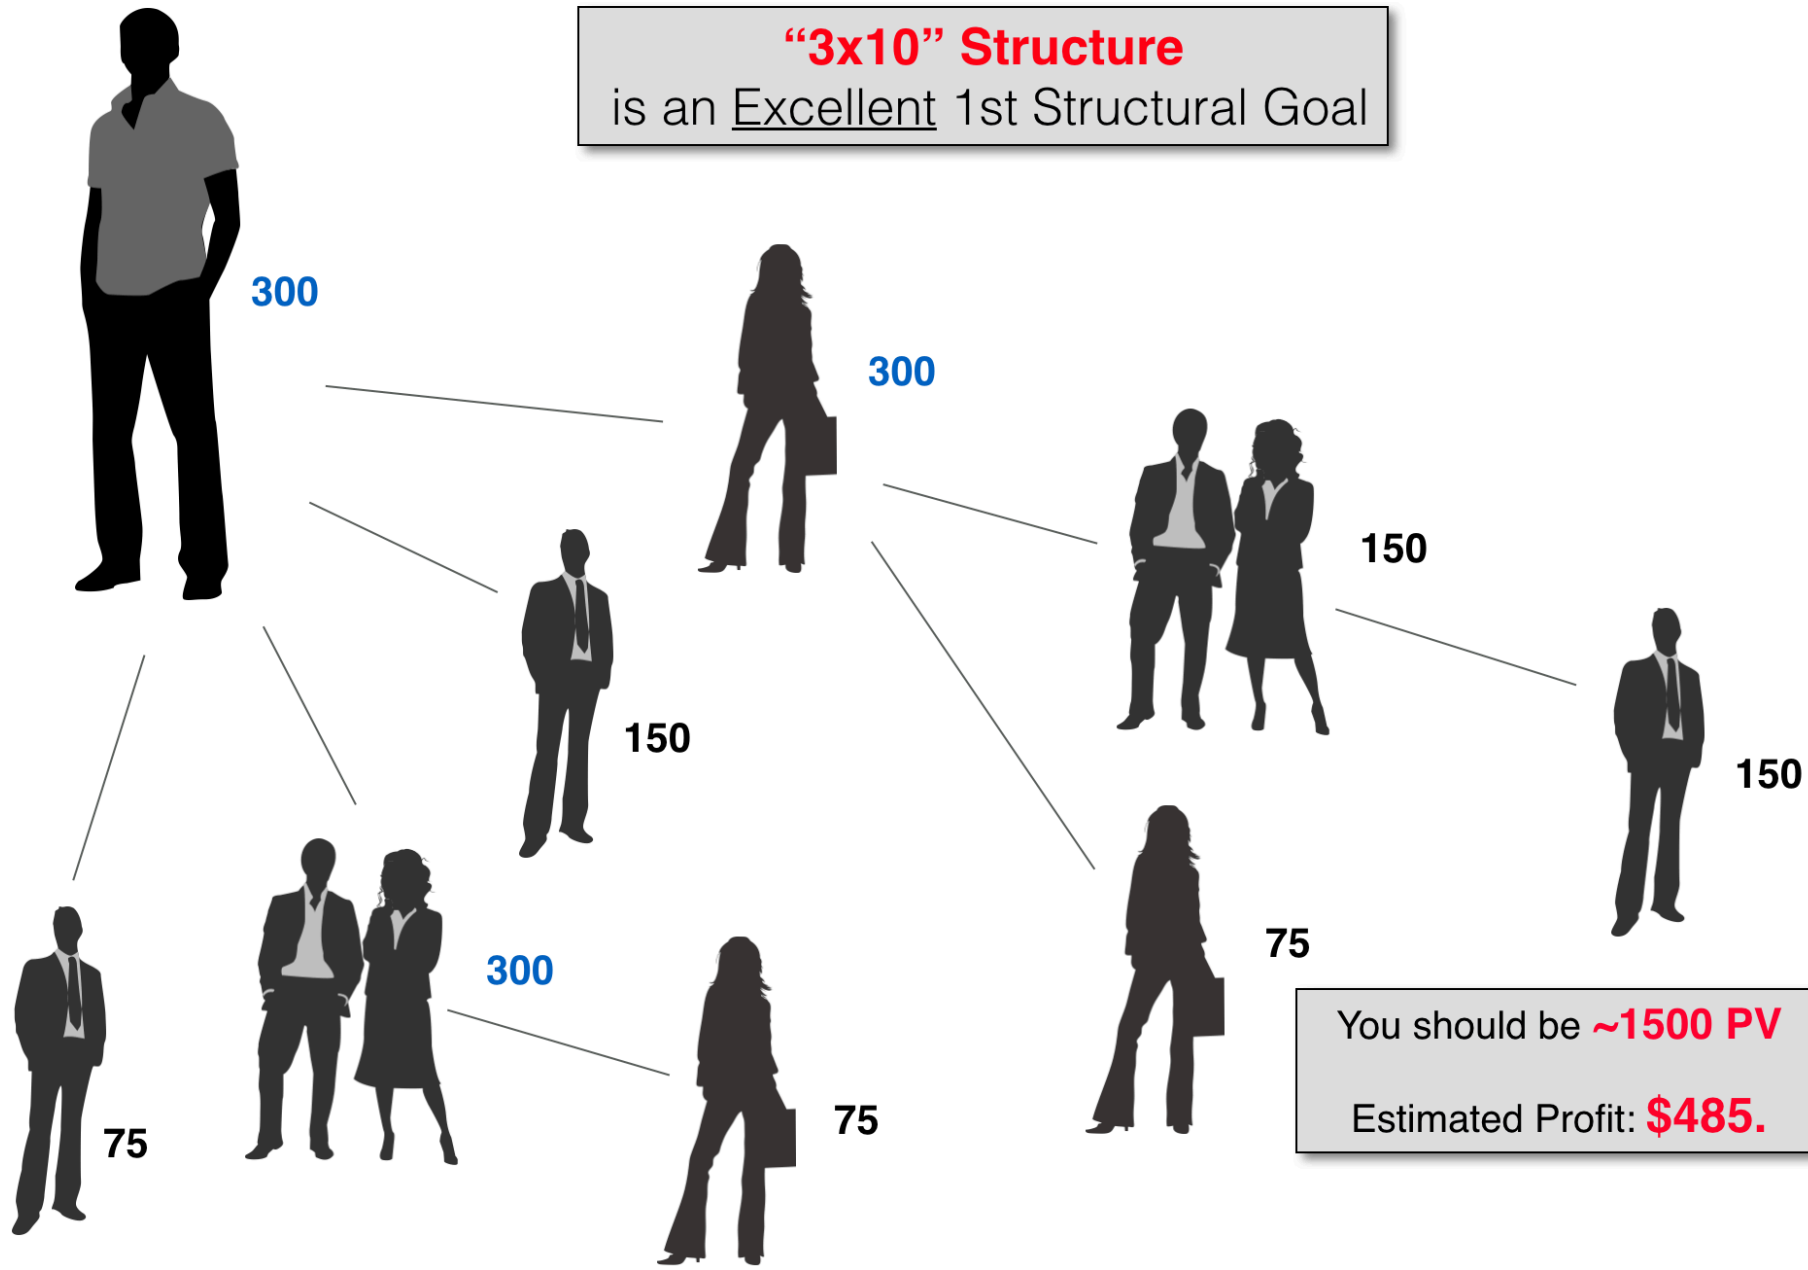 “3x10” Structure
is an Excellent 1st Structural Goal
300
300
150
150
150
75
300
75
75
You should be ~1500 PV
Estimated Profit: $485.